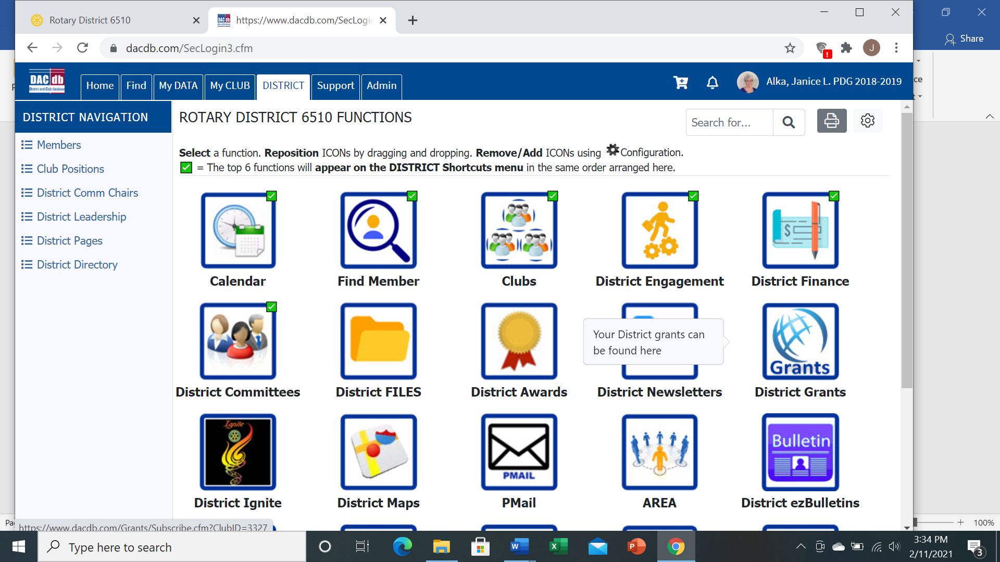 Rotary District 6510
https://www.dacdb.com/SecLogin
dacdb.com/SecLogin3.cfm
J
Share
DACdb
District and Club database
Home
Find
My DATA
My CLUB
DISTRICT
Support
Admin
Alka, Janice L. PDG 2018-2019
DISTRICT NAVIGATION
Members
Club Positions
District Comm Chairs
District Leadership
District Pages
District Directory
ROTARY DISTRICT 6510 FUNCTIONS
Search for...
Select a function. Reposition ICONs by dragging and dropping. Remove/Add ICONs using Configuration.
= The top 6 functions will appear on the DISTRICT Shortcuts menu in the same order arranged here.
Calendar
Find Member
Clubs
District Engagement
$
District Finance
District Committees
District FILES
District Awards
Your District grants can
be found here
District Newsletters
Grants
District Grants
Ignite
District Ignite
District Maps
PMAIL
PMail
AREA
Bulletin
District ezBulletins
https://www.dacdb.com/Grants/Subscribe.cfm?ClubID=3327
100%
Type here to search
W
X
P
3:34 PM
2/11/2021
3